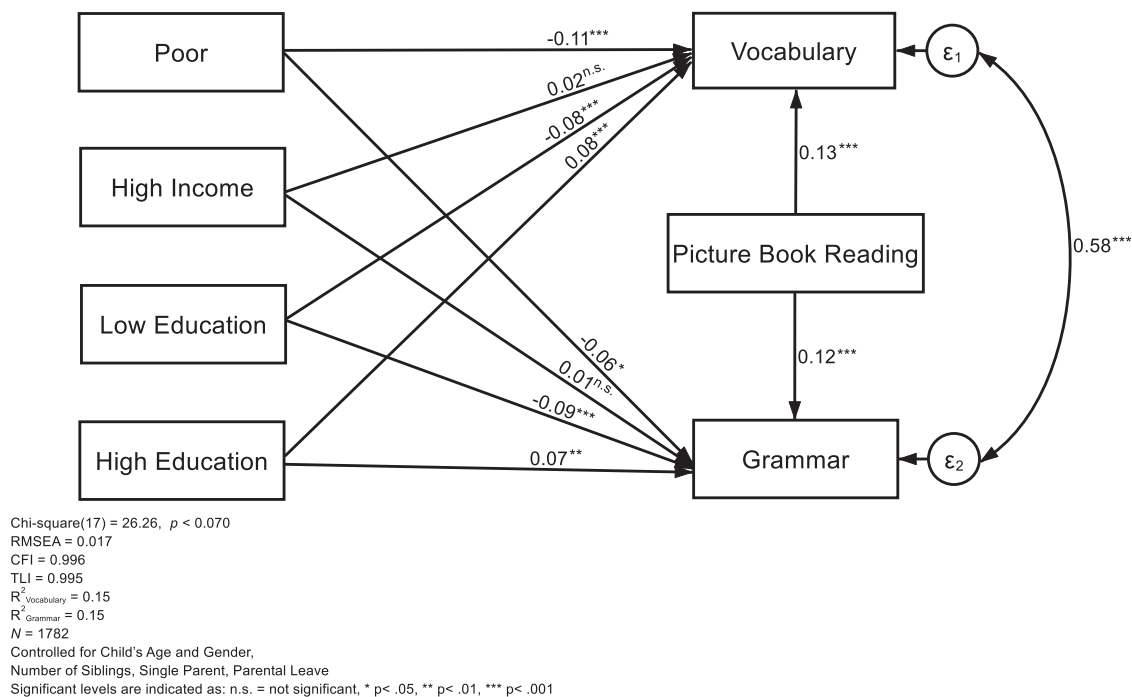 Poor
-0.11***
Vocabulary
ε1
0.02n.s.
-0.08***
0.08***
High Income
0.13***
Picture Book Reading
0.58***
Low Education
-0.06*
0.01n.s.
-0.09***
0.12***
High Education
0.07**
Grammar
ε2
Chi-square(17) = 26.26, p < 0.070
RMSEA = 0.017
CFI = 0.996
TLI = 0.995
R2Vocabulary = 0.15
R2Grammar = 0.15
N = 1782
Controlled for Child's Age and Gender,
Number of Siblings, Single Parent, Parental Leave
Significant levels are indicated as: n.s. = not significant, * p< .05, ** p< .01, *** p< .001